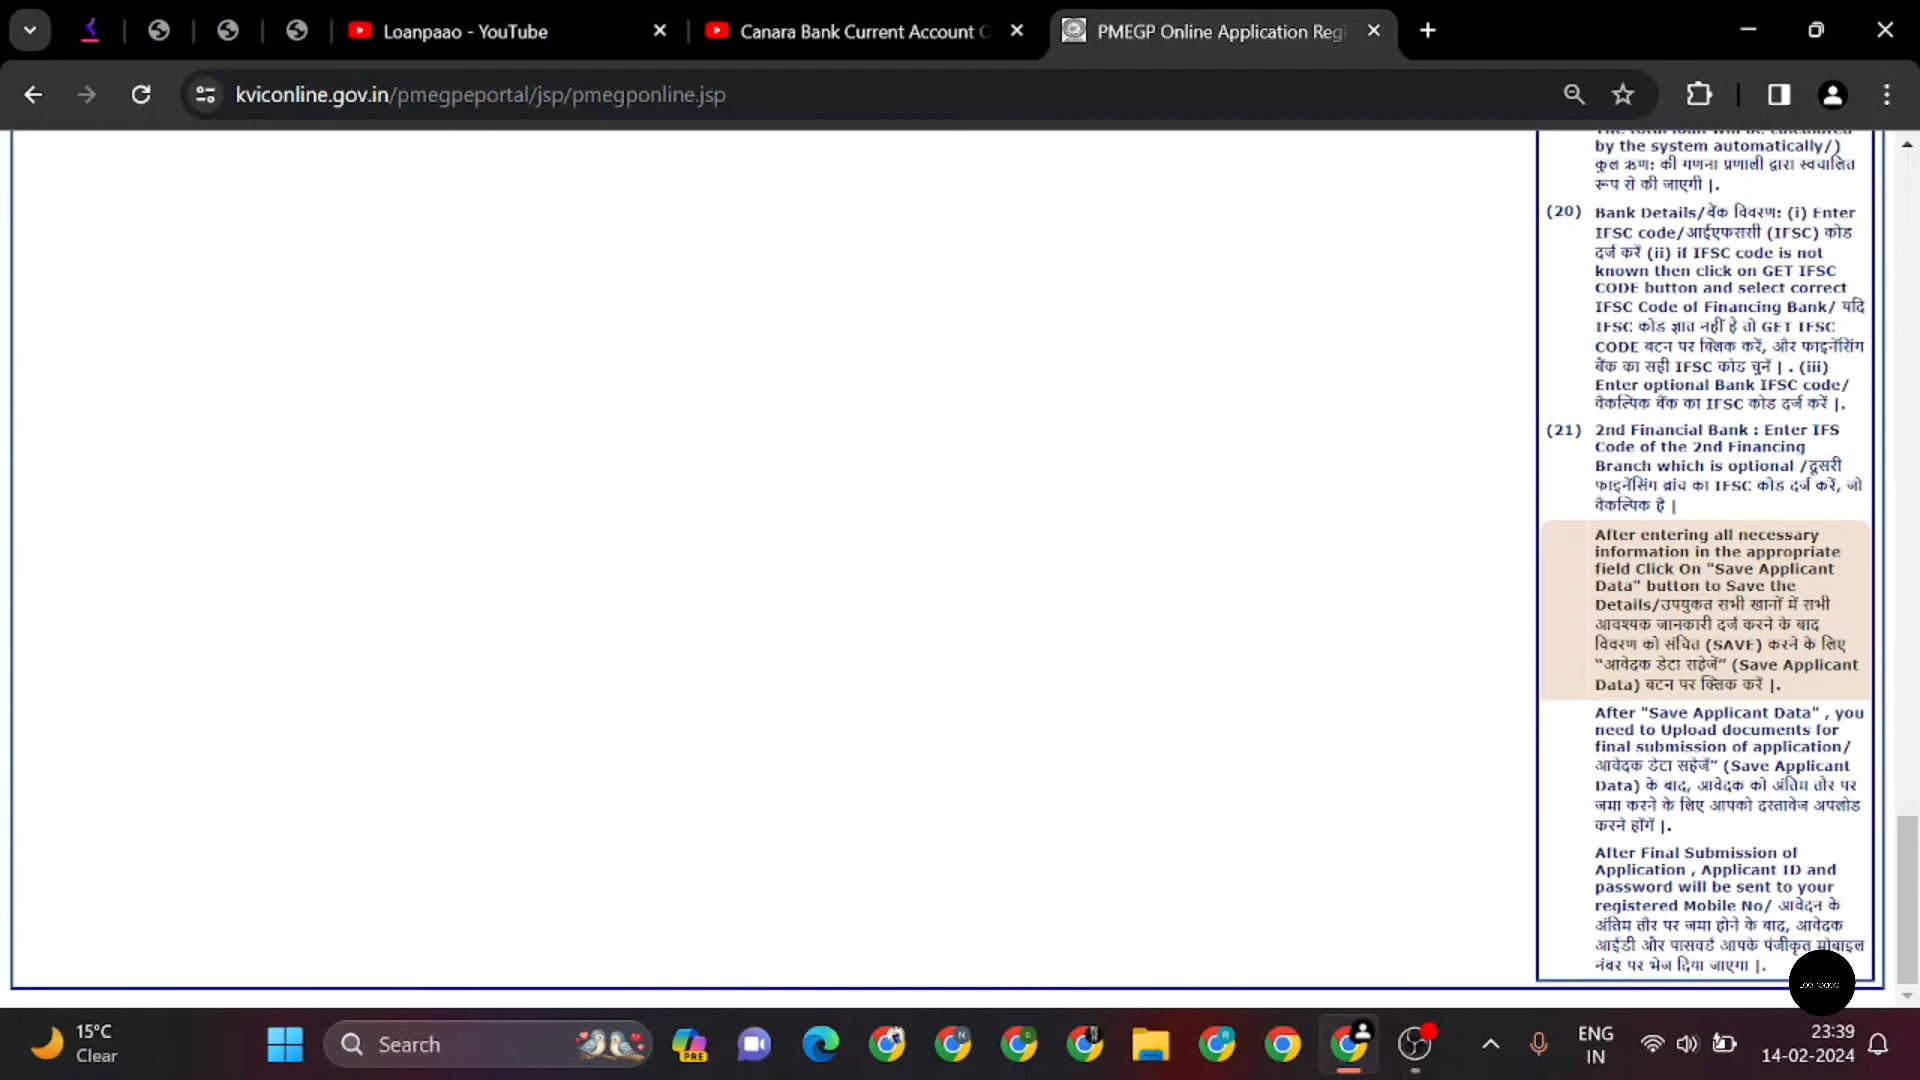 Loanpaao - YouTube
Canara Bank Current Account O
PMEGP Online Application Regi
kviconline.gov.in/pmegpeportal/jsp/pmegponline.jsp
The total loan will be calculated
by the system automatically/)
कुल ऋण: की गणना प्रणाली द्वारा स्वचालित
रूप से की जाएगी |.
(20) Bank Details/बैंक विवरण: (i) Enter
IFSC code/आईएफससी (IFSC) कोड
दर्ज करें (ii) if IFSC code is not
known then click on GET IFSC
CODE button and select correct
IFSC Code of Financing Bank/ यदि
IFSC कोड ज्ञात नहीं है तो GET IFSC
CODE बटन पर क्लिक करें, और फाइनेंसिंग
बैंक का सही IFSC कोड चुनें | . (iii)
Enter optional Bank IFSC code/
वैकल्पिक बैंक का IFSC कोड दर्ज करें |.
(21) 2nd Financial Bank : Enter IFS
Code of the 2nd Financing
Branch which is optional /दूसरी
फाइनेंसिंग ब्रांच का IFSC कोड दर्ज करें, जो
वैकल्पिक है |
After entering all necessary
information in the appropriate
field Click On "Save Applicant
Data" button to Save the
Details/उपयुकत सभी खानों में सभी
आवश्यक जानकारी दर्ज करने के बाद
विवरण को संचित (SAVE) करने के लिए
“आवेदक डेटा सहेजें” (Save Applicant
Data) बटन पर क्लिक करें |.
After "Save Applicant Data" , you
need to Upload documents for
final submission of application/
आवेदक डेटा सहेजें” (Save Applicant
Data) के बाद, आवेदक को अंतिम तौर पर
जमा करने के लिए आपको दस्तावेज अपलोड
करने होंगें |.
After Final Submission of
Application , Applicant ID and
password will be sent to your
registered Mobile No/ आवेदन के
अंतिम तौर पर जमा होने के बाद, आवेदक
आईडी और पासवर्ड आपके पंजीकृत मोबाइल
नंबर पर भेज दिया जाएगा |.
15°C
Clear
Search
PRE
ENG
IN
23:39
14-02-2024